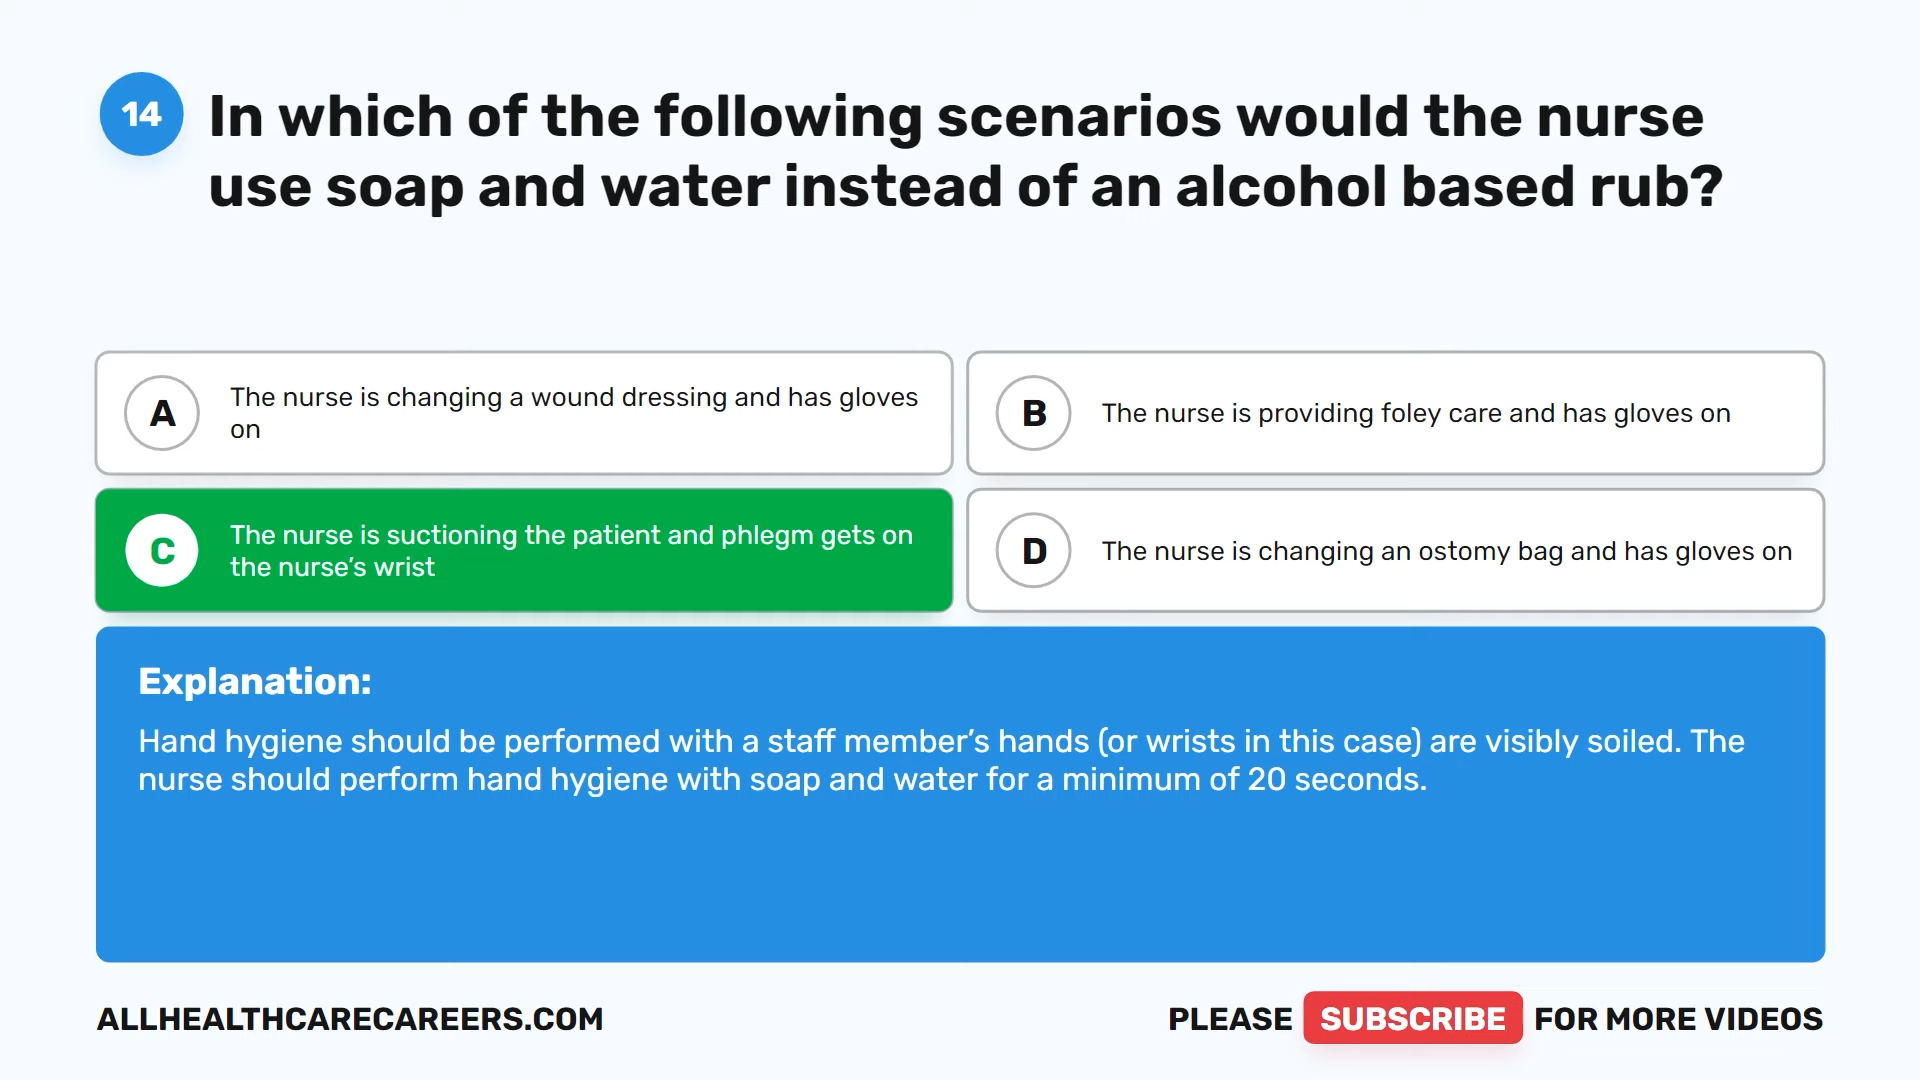 14
In which of the following scenarios would the nurse
use soap and water instead of an alcohol based rub?
A
The nurse is changing a wound dressing and has gloves
on
B
The nurse is providing foley care and has gloves on
C
The nurse is suctioning the patient and phlegm gets on
the nurse’s wrist
D
The nurse is changing an ostomy bag and has gloves on
Explanation:
Hand hygiene should be performed with a staff member’s hands (or wrists in this case) are visibly soiled. The
nurse should perform hand hygiene with soap and water for a minimum of 20 seconds.
ALLHEALTHCARECAREERS.COM
PLEASE SUBSCRIBE FOR MORE VIDEOS